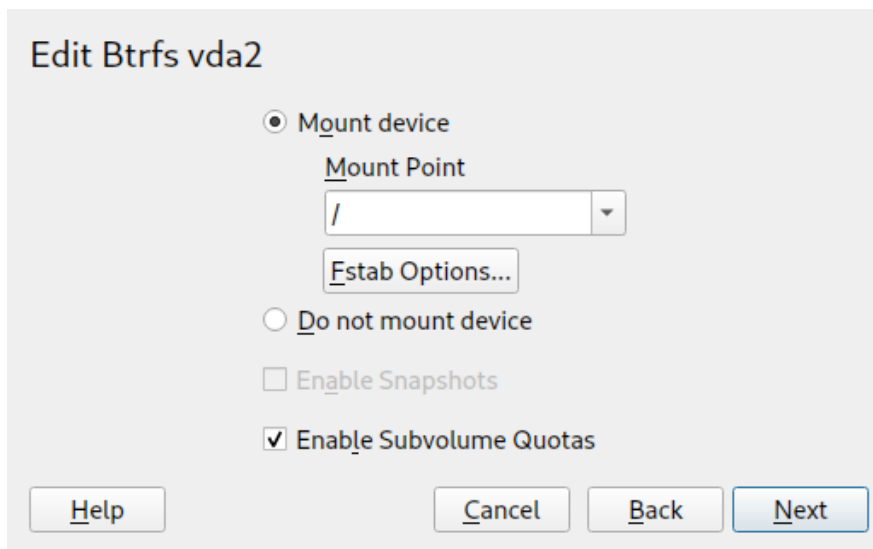 Edit Btrfs vda2
Mount device
Mount Point
/
Fstab Options...
Do not mount device
Enable Snapshots
Enable Subvolume Quotas
Help
Cancel
Back
Next